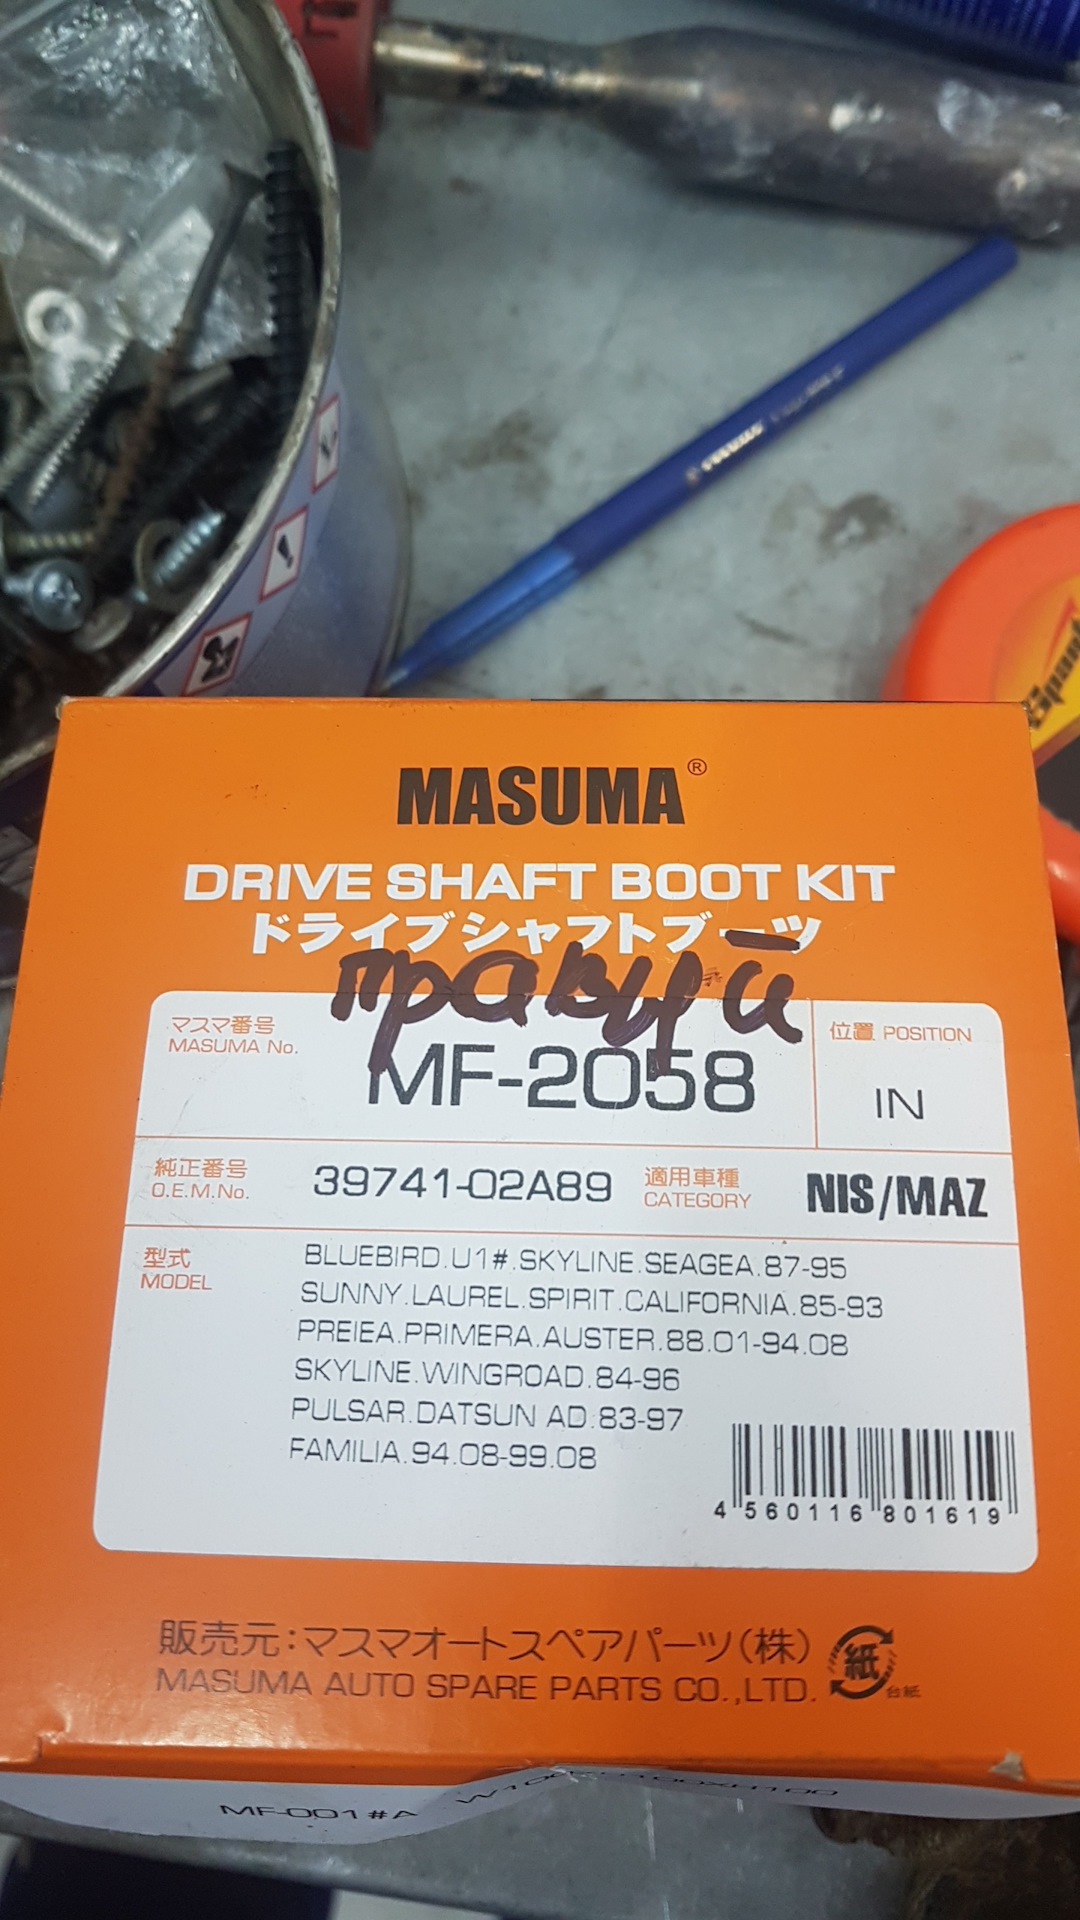 MASUMA®
DRIVE SHAFT BOOT KIT
ドライブシャフトブーツ
правый
マスマ番号
MASUMA No.
MF-2058
位置 POSITION
IN
純正番号
O.E.M.No.
39741-02A89
適用車種
CATEGORY
NIS/MAZ
型式
MODEL
BLUEBIRD.U1#.SKYLINE.SEAGEA.87-95
SUNNY.LAUREL.SPIRIT.CALIFORNIA.85-93
PREIEA.PRIMERA.AUSTER.88.01-94.08
SKYLINE.WINGROAD.84-96
PULSAR.DATSUN AD.83-97
FAMILIA.94.08-99.08
4 560116 801619
販売元:マスマオートスペアパーツ(株)
MASUMA AUTO SPARE PARTS CO.,LTD.
紙
台紙
MF-001#A